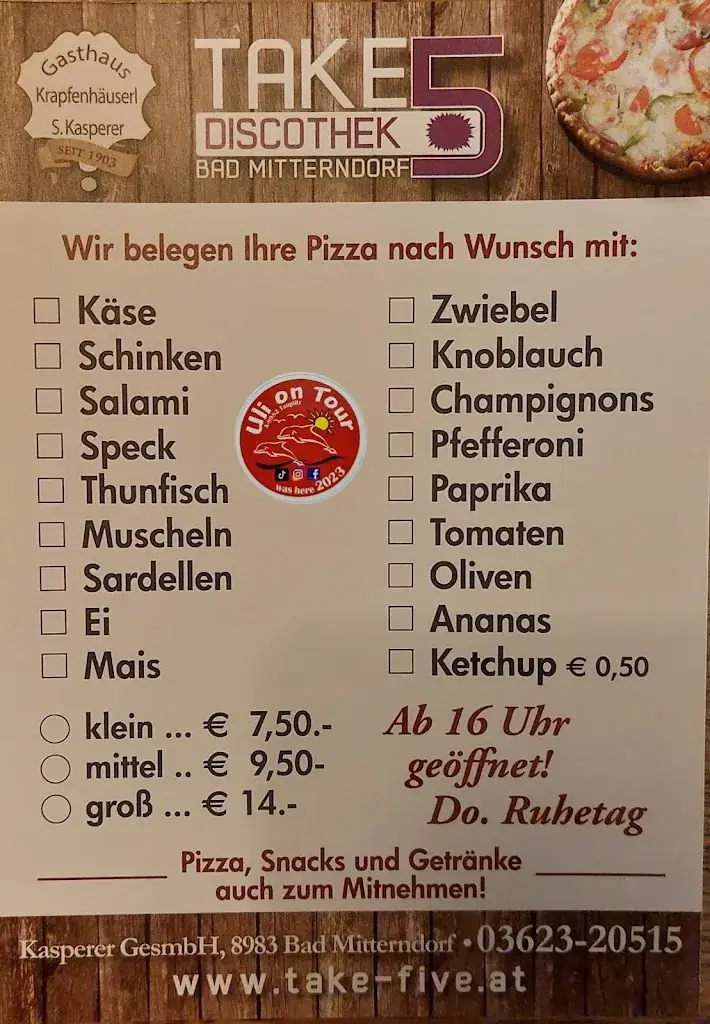 Gasthaus
Krapfenhäuserl
S. Kasperer
SEIT 1903
TAKE 5
DISCOTHEK
BAD MITTERNDORF
Wir belegen Ihre Pizza nach Wunsch mit:
Käse
Schinken
Salami
Speck
Thunfisch
Muscheln
Sardellen
Ei
Mais
Zwiebel
Knoblauch
Champignons
Pfefferoni
Paprika
Tomaten
Oliven
Ananas
Ketchup € 0,50
Uli on Tour
was here 2023
klein ... € 7,50.-
mittel .. € 9,50-
groß ... € 14.-
Ab 16 Uhr
geöffnet!
Do. Ruhetag
Pizza, Snacks und Getränke
auch zum Mitnehmen!
Kasperer GesmbH, 8983 Bad Mitterndorf • 03623-20515
www.take-five.at